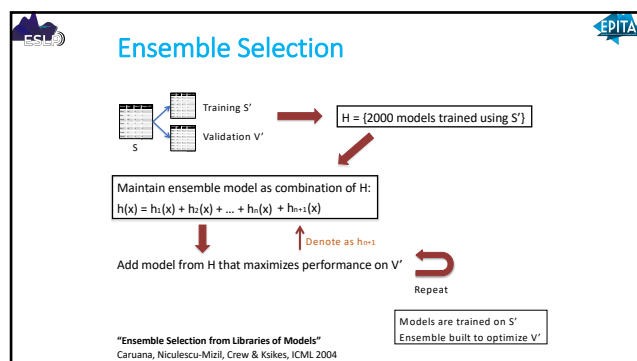 ESLR
EPITA
Ensemble Selection
Training S’
Validation V’
S
H = {2000 models trained using S’}
Maintain ensemble model as combination of H:
h(x) = h1(x) + h2(x) + … + hn(x) + hn+1(x)
Denote as hn+1
Add model from H that maximizes performance on V’
Repeat
Models are trained on S’
Ensemble built to optimize V’
“Ensemble Selection from Libraries of Models”
Caruana, Niculescu-Mizil, Crew & Ksikes, ICML 2004